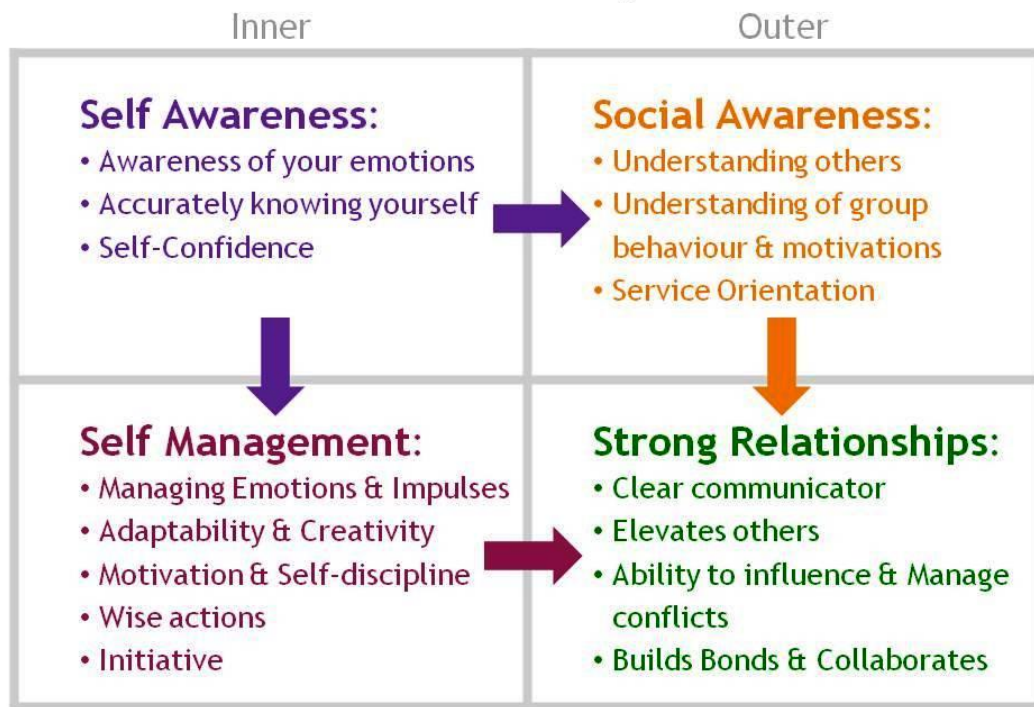 Inner
Outer
Self Awareness:
• Awareness of your emotions
• Accurately knowing yourself
• Self-Confidence
Social Awareness:
• Understanding others
• Understanding of group
behaviour & motivations
• Service Orientation
Self Management:
• Managing Emotions & Impulses
• Adaptability & Creativity
• Motivation & Self-discipline
• Wise actions
• Initiative
Strong Relationships:
• Clear communicator
• Elevates others
• Ability to influence & Manage
conflicts
• Builds Bonds & Collaborates